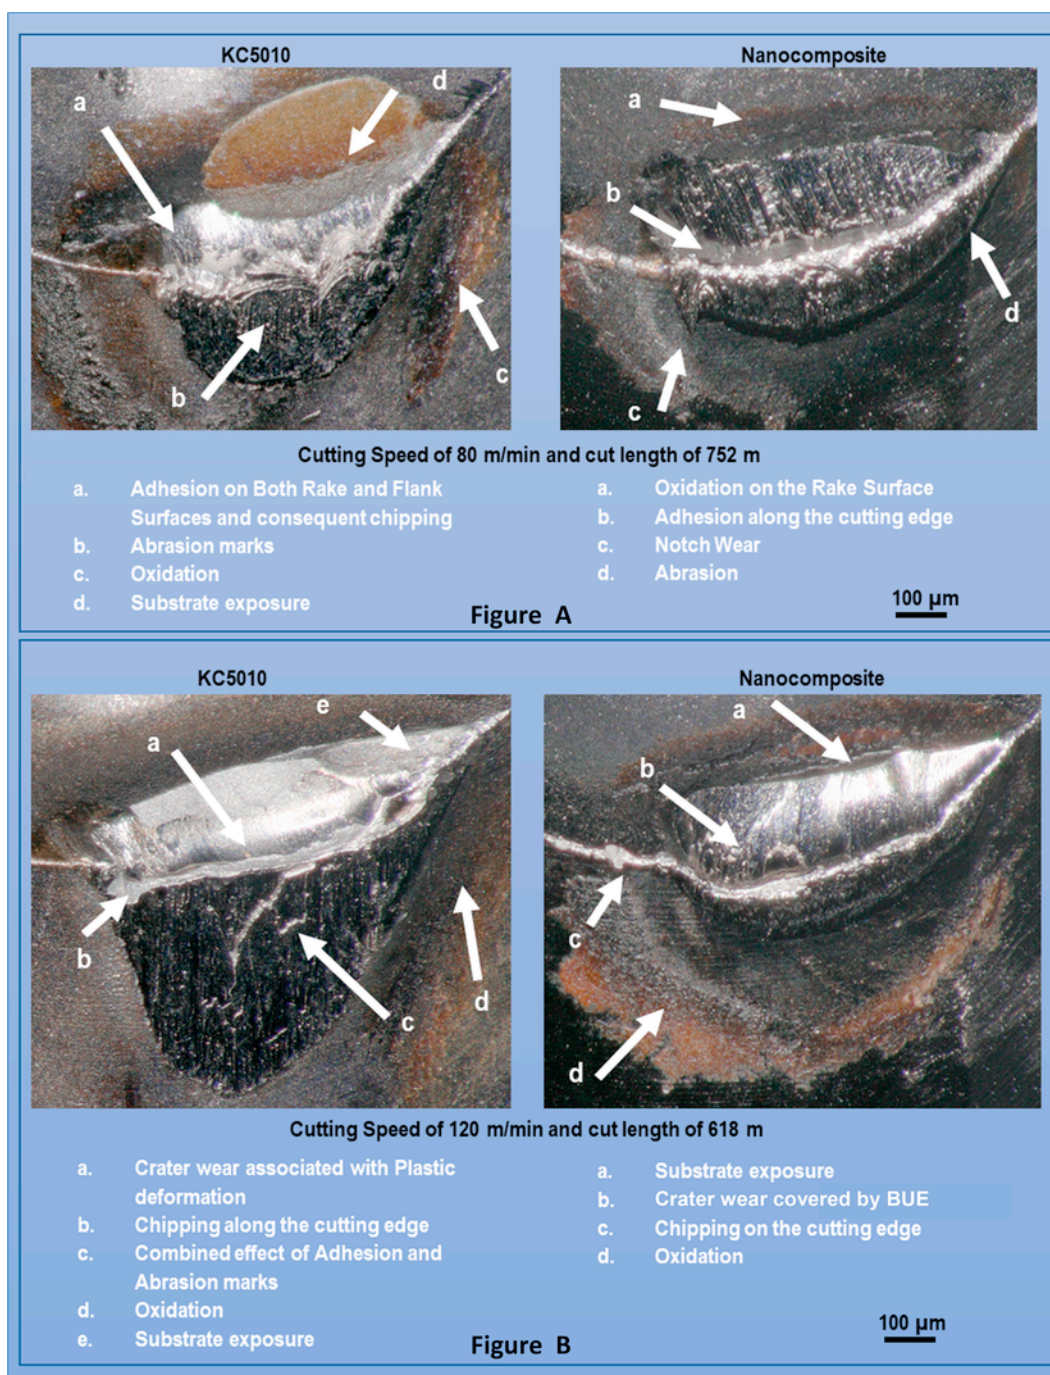 KC5010
Nanocomposite
a
d
b
c
a
b
c
d
Cutting Speed of 80 m/min and cut length of 752 m
a. Adhesion on Both Rake and Flank
Surfaces and consequent chipping
b. Abrasion marks
c. Oxidation
d. Substrate exposure
a. Oxidation on the Rake Surface
b. Adhesion along the cutting edge
c. Notch Wear
d. Abrasion
100 µm
Figure A
KC5010
Nanocomposite
e
a
b
c
d
a
b
c
d
Cutting Speed of 120 m/min and cut length of 618 m
a. Crater wear associated with Plastic
deformation
b. Chipping along the cutting edge
c. Combined effect of Adhesion and
Abrasion marks
d. Oxidation
e. Substrate exposure
a. Substrate exposure
b. Crater wear covered by BUE
c. Chipping on the cutting edge
d. Oxidation
100 µm
Figure B